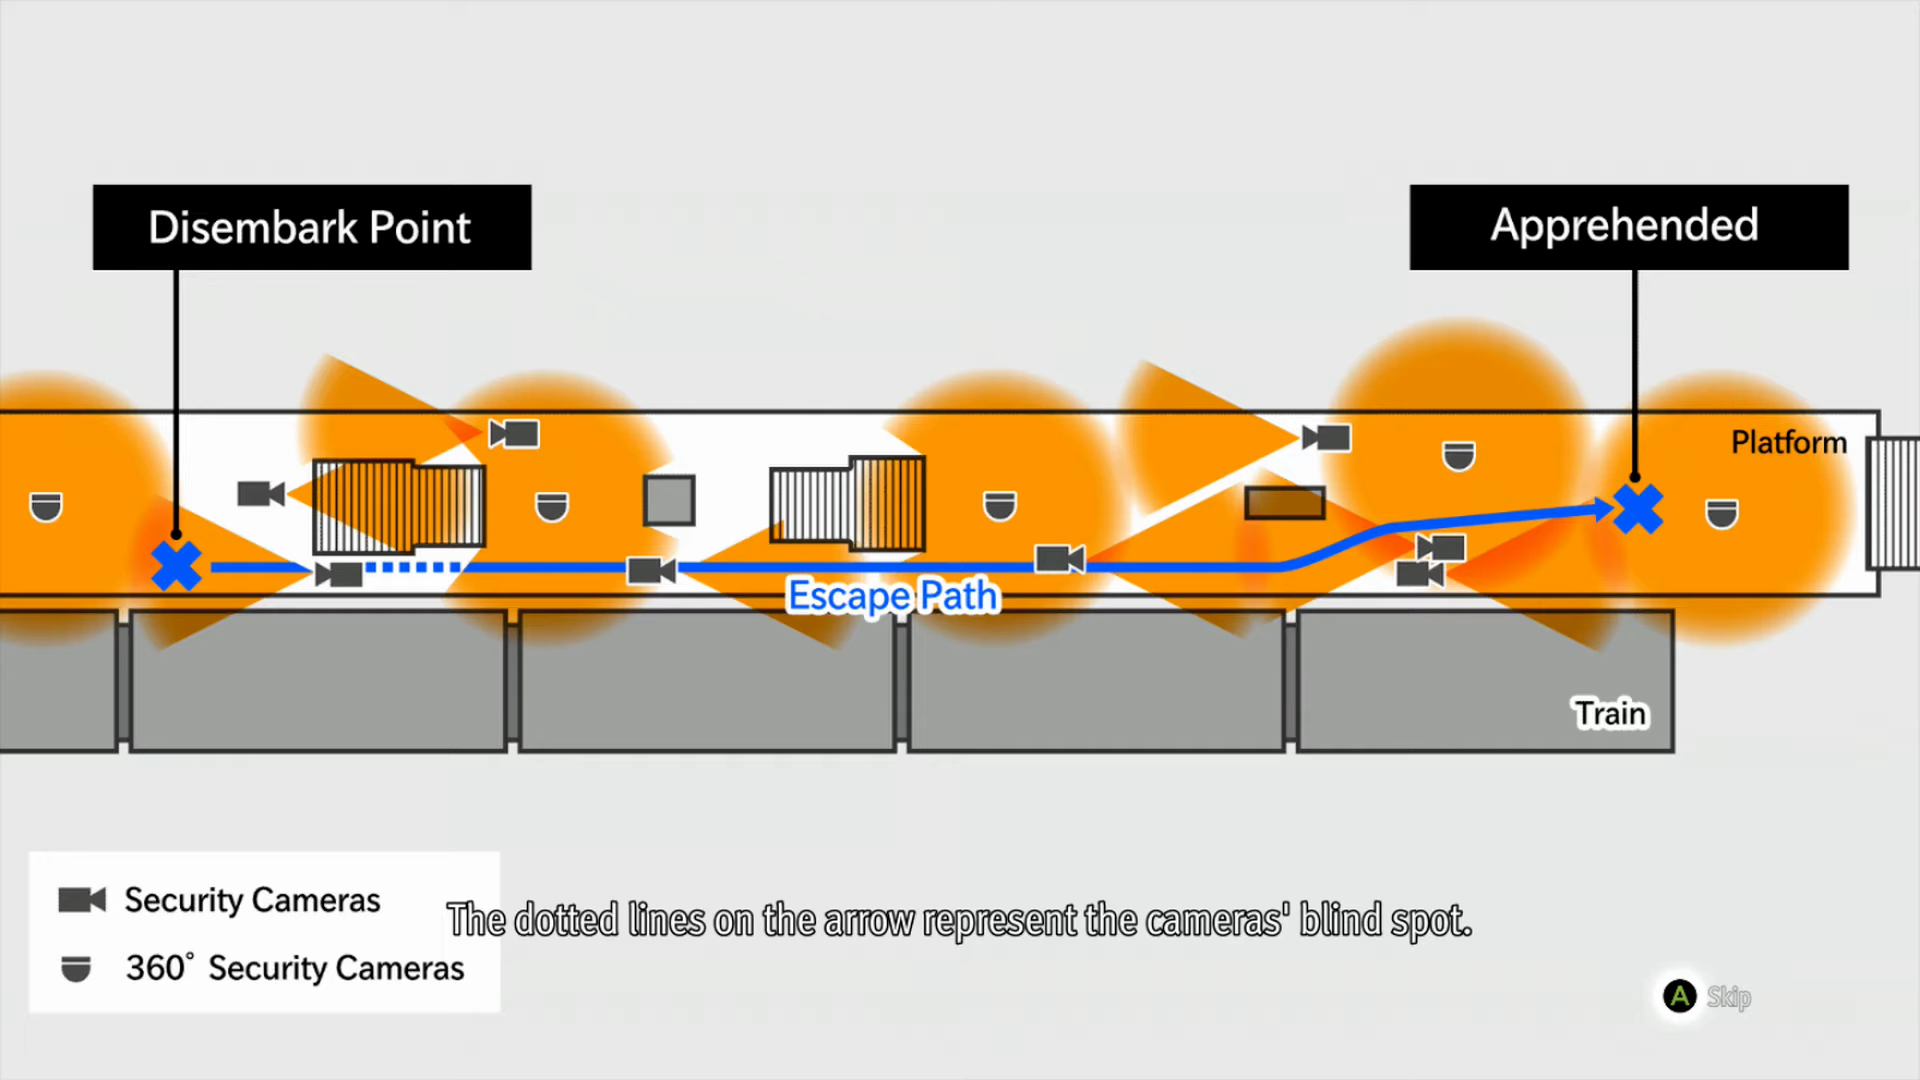 Disembark Point
Apprehended
Platform
Escape Path
Train
Security Cameras
360° Security Cameras
The dotted lines on the arrow represent the cameras' blind spot.
A Skip